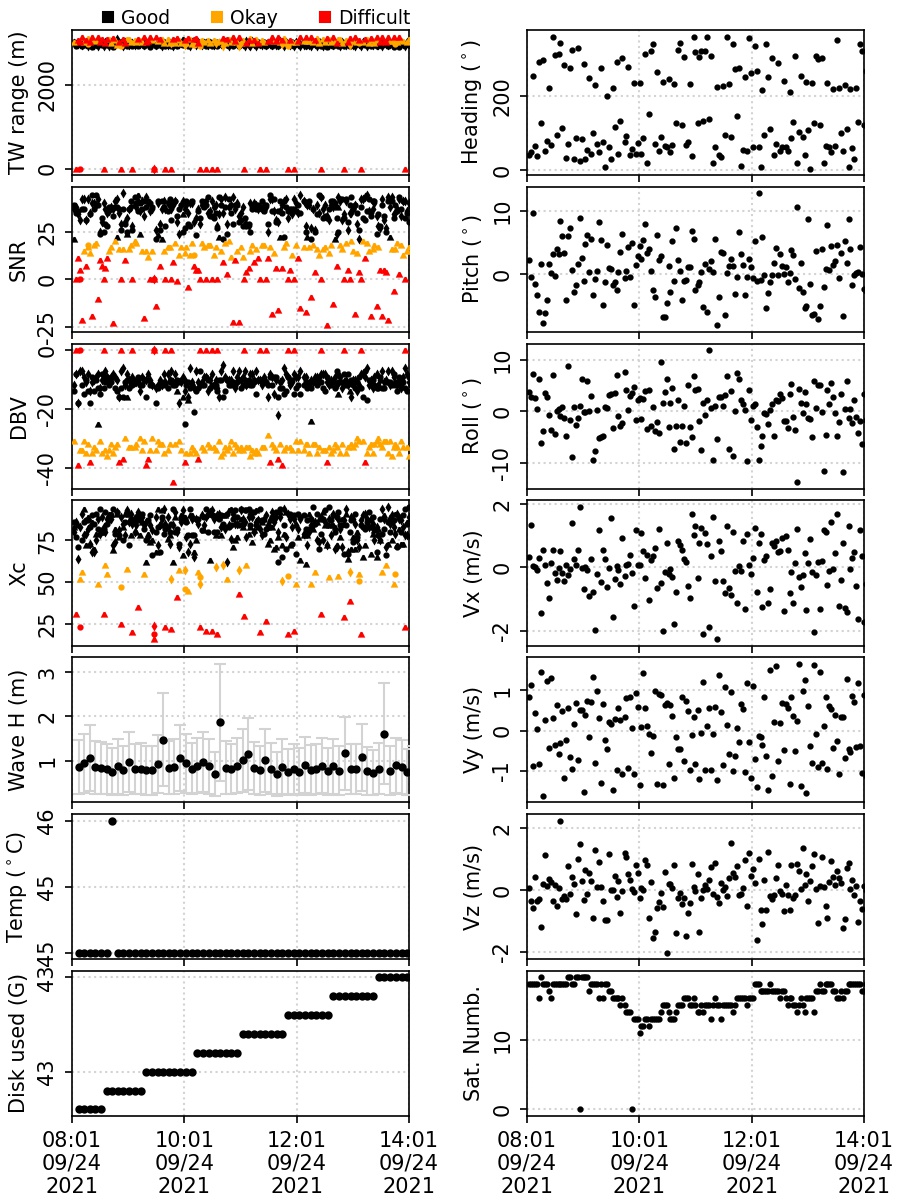 Good Okay Difficult
TW range (m)
2000
0
SNR
25
0
-25
DBV
0
-20
-40
Xc
75
50
25
Wave H (m)
3
2
1
Temp (°C)
46
45
45
Disk used (G)
43
43
08:01 10:01 12:01 14:01
09/24 09/24 09/24 09/24
2021 2021 2021 2021
Heading (°)
200
0
Pitch (°)
10
0
Roll (°)
10
0
-10
Vx (m/s)
2
0
-2
Vy (m/s)
1
0
-1
Vz (m/s)
2
0
-2
Sat. Numb.
10
0
08:01 10:01 12:01 14:01
09/24 09/24 09/24 09/24
2021 2021 2021 2021